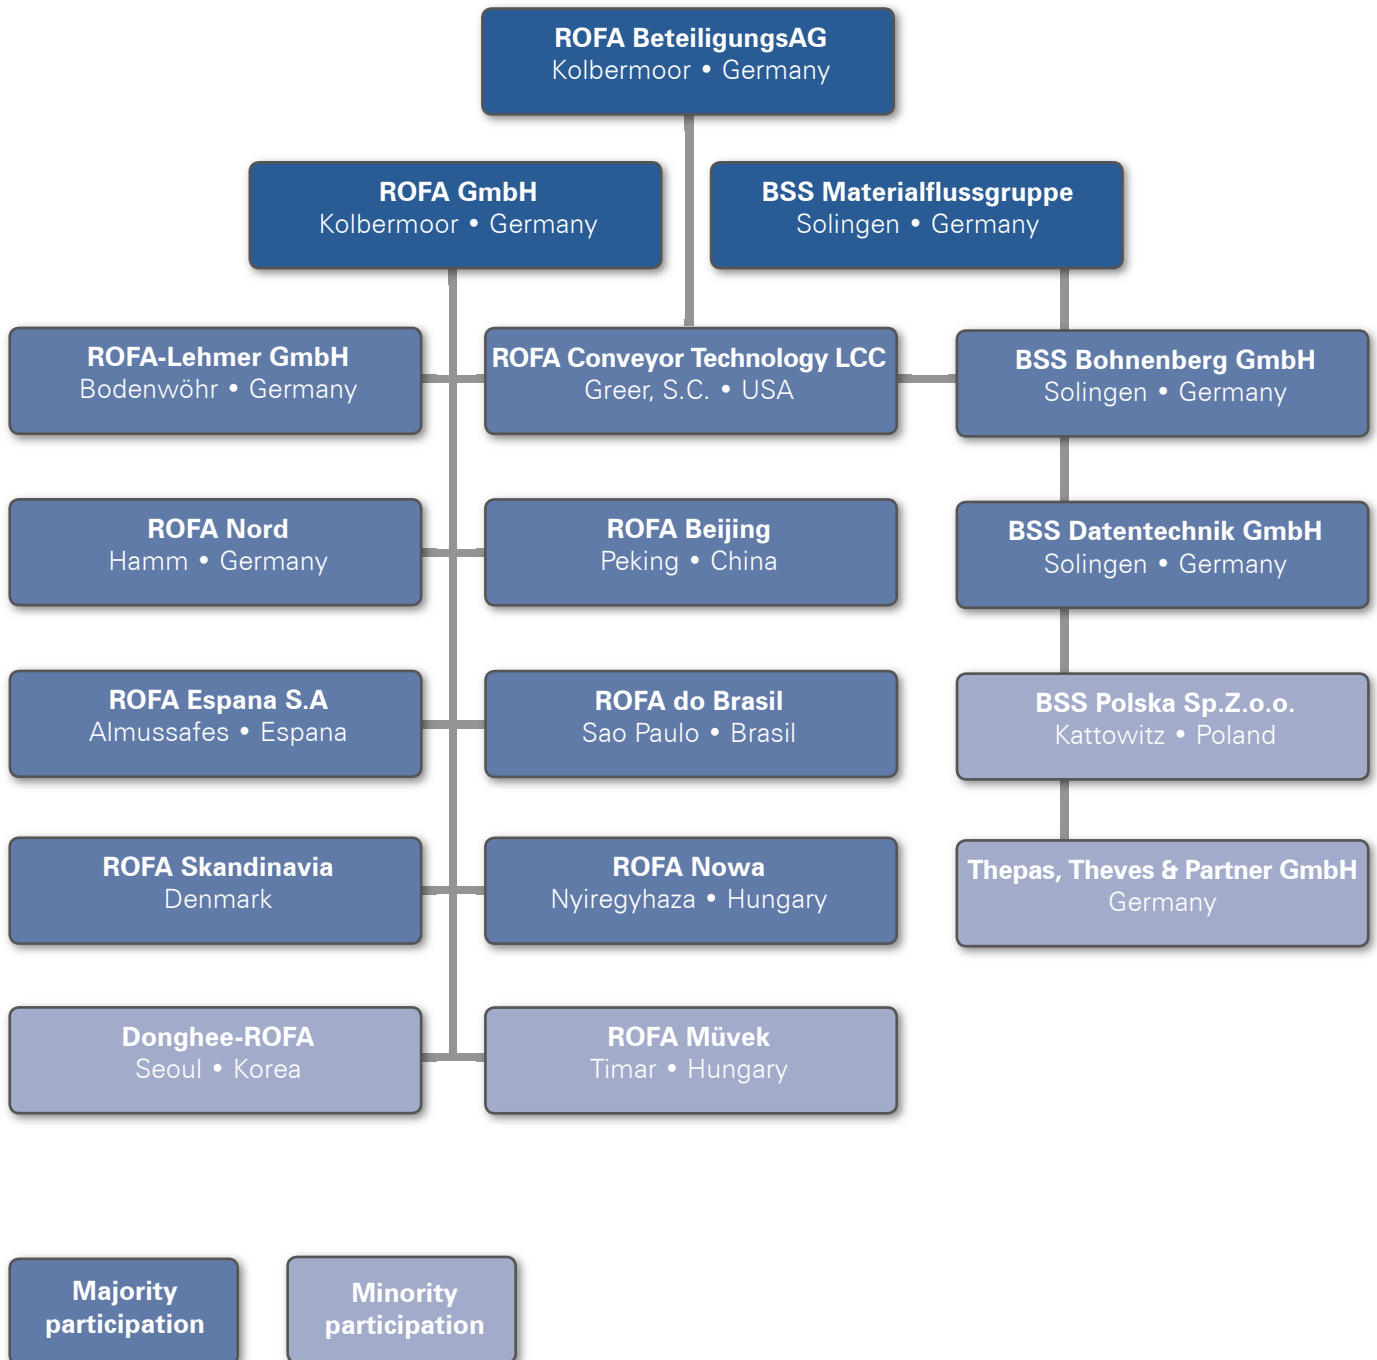 ROFA BeteiligungsAG
Kolbermoor • Germany
ROFA GmbH
Kolbermoor • Germany
BSS Materialflussgruppe
Solingen • Germany
ROFA-Lehmer GmbH
Bodenwöhr • Germany
ROFA Conveyor Technology LCC
Greer, S.C. • USA
BSS Bohnenberg GmbH
Solingen • Germany
ROFA Nord
Hamm • Germany
ROFA Beijing
Peking • China
BSS Datentechnik GmbH
Solingen • Germany
ROFA Espana S.A
Almussafes • Espana
ROFA do Brasil
Sao Paulo • Brasil
BSS Polska Sp.Z.o.o.
Kattowitz • Poland
ROFA Skandinavia
Denmark
ROFA Nowa
Nyiregyhaza • Hungary
Thepas, Theves & Partner GmbH
Germany
Donghee-ROFA
Seoul • Korea
ROFA Müvek
Timar • Hungary
Majority
participation
Minority
participation